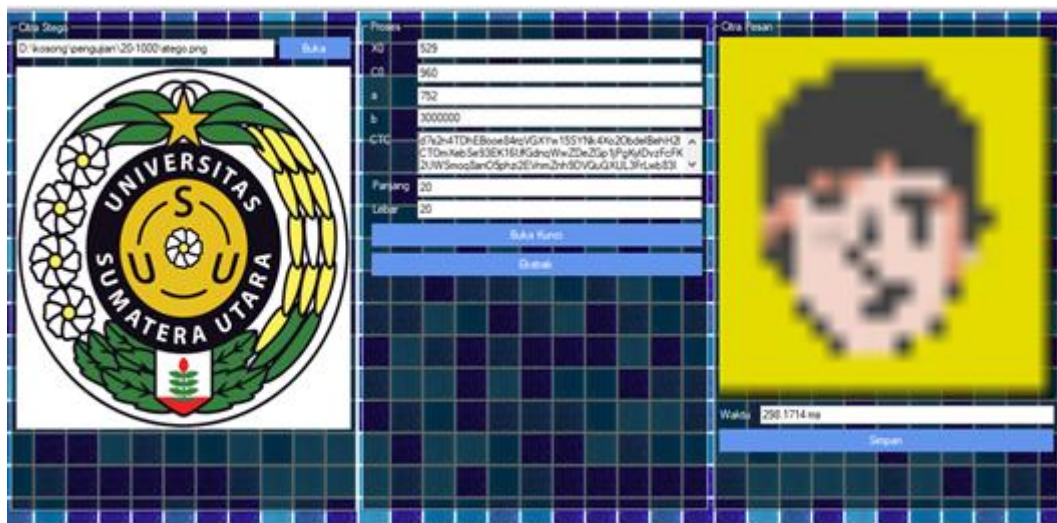 Citra Stego
D:\kosong\pengujian\20-1000\stego.png
Buka
UNIVERSITAS
SUMATERA UTARA
S
U U
Proses
X0 529
C0 960
a 752
b 3000000
CTC
Panjang 20
Lebar 20
Buka Kunci
Ekstrak
Citra Pesan
Waktu 298.1714 ms
Simpan